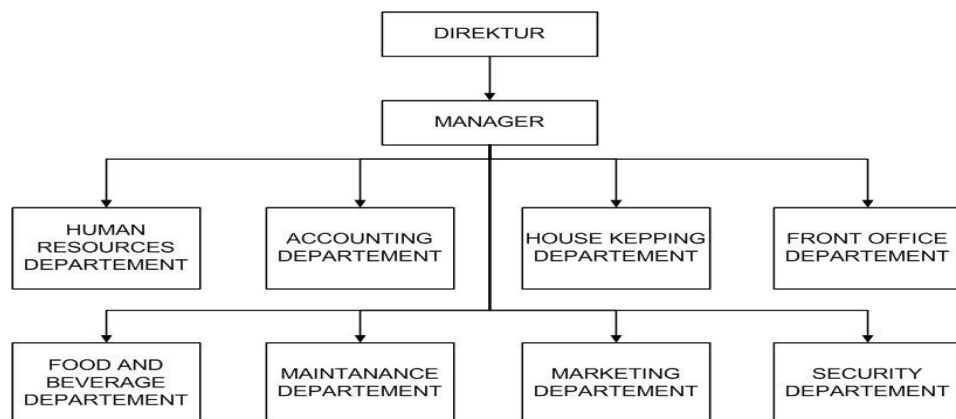 DIREKTUR
MANAGER
HUMAN
RESOURCES
DEPARTEMENT
ACCOUNTING
DEPARTEMENT
HOUSE KEPPING
DEPARTEMENT
FRONT OFFICE
DEPARTEMENT
FOOD AND
BEVERAGE
DEPARTEMENT
MAINTANANCE
DEPARTEMENT
MARKETING
DEPARTEMENT
SECURITY
DEPARTEMENT